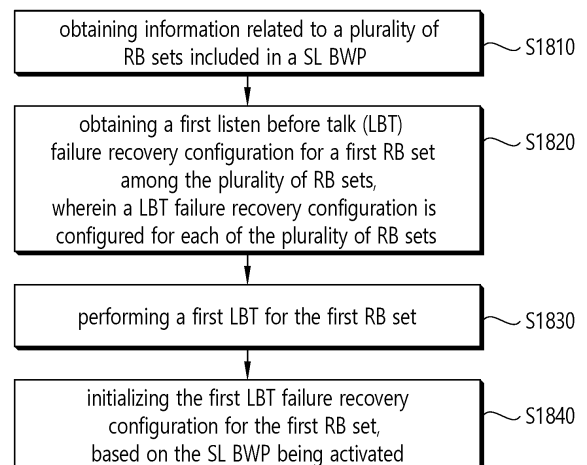 obtaining information related to a plurality of
RB sets included in a SL BWP
S1810
obtaining a first listen before talk (LBT)
failure recovery configuration for a first RB set
among the plurality of RB sets,
wherein a LBT failure recovery configuration is
configured for each of the plurality of RB sets
S1820
performing a first LBT for the first RB set
S1830
initializing the first LBT failure recovery
configuration for the first RB set,
based on the SL BWP being activated
S1840